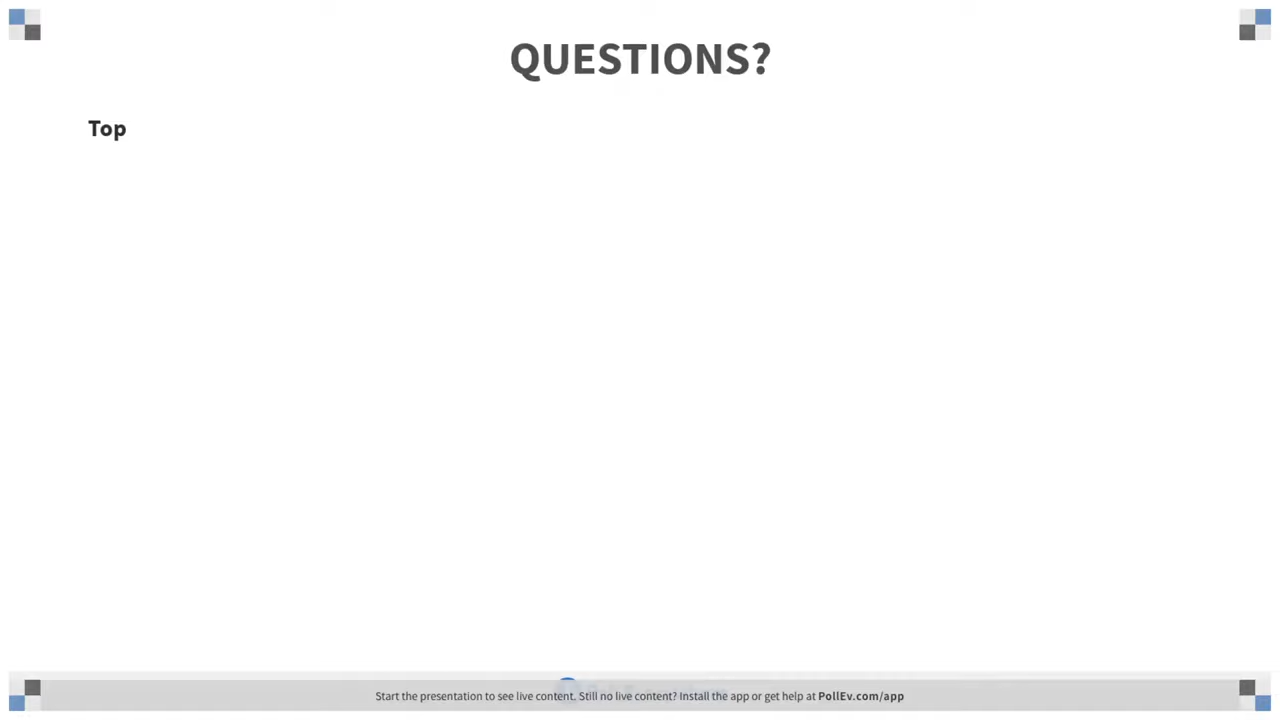 QUESTIONS?
Top
Start the presentation to see live content. Still no live content? Install the app or get help at PollEv.com/app